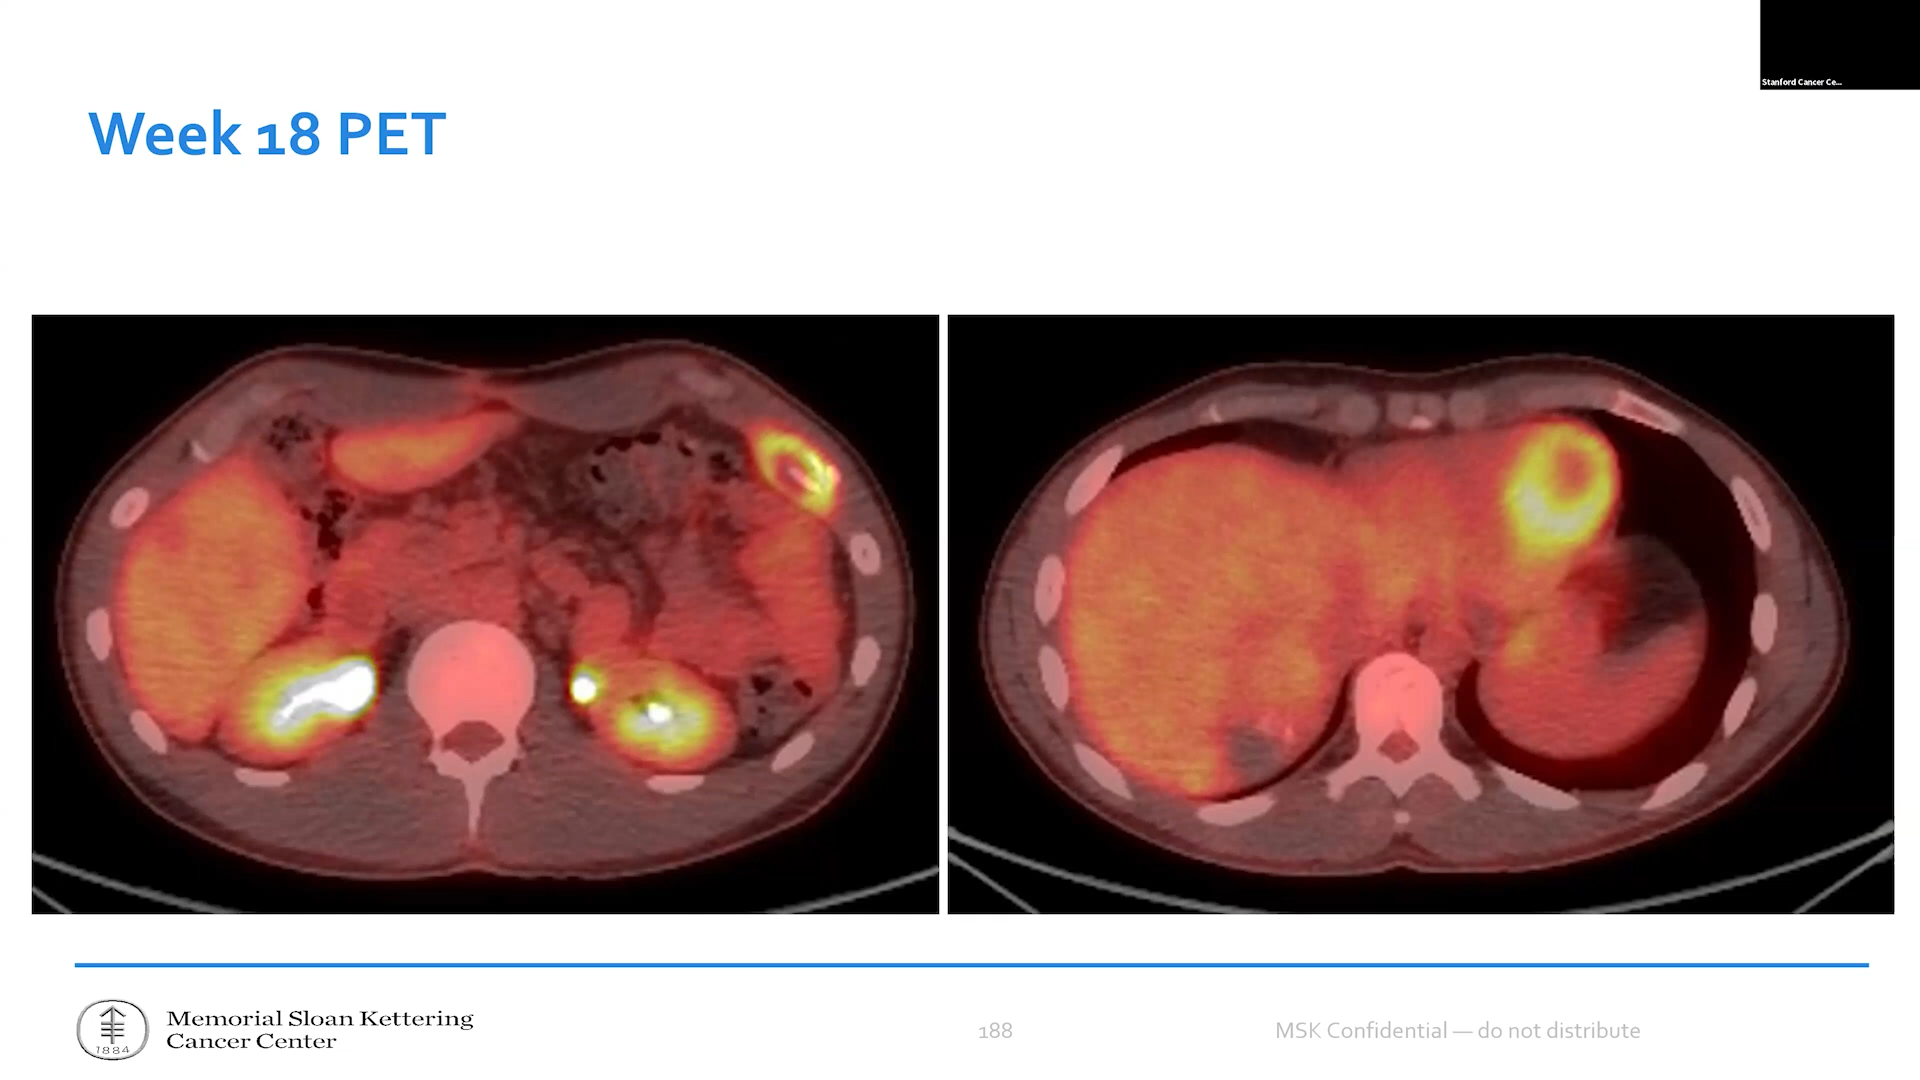 Stanford Cancer Ce...
Week 18 PET
1884
Memorial Sloan Kettering
Cancer Center
188
MSK Confidential — do not distribute